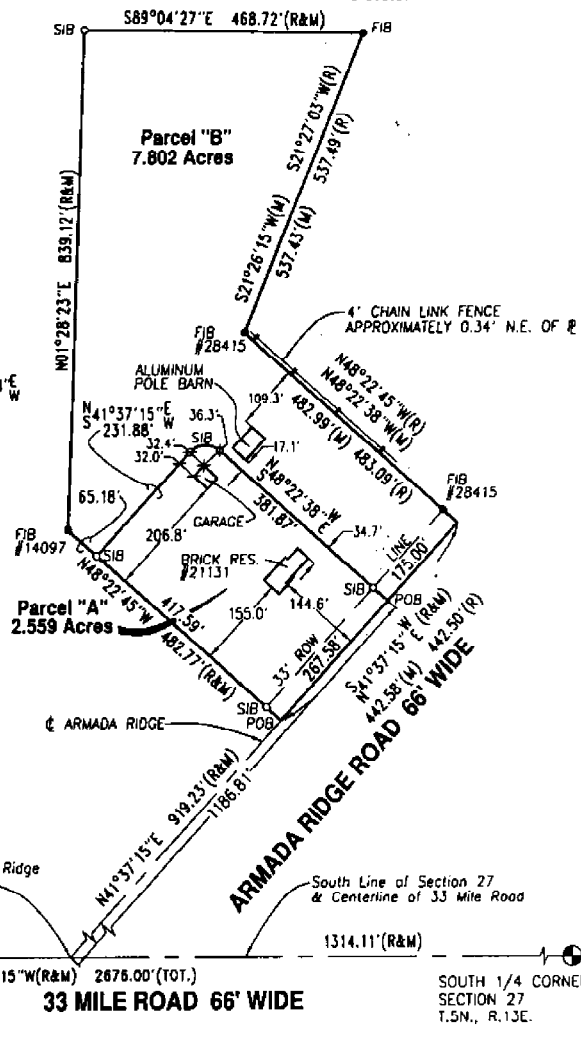 S89°04'27"E 468.72'(R&M)
SIB
FIB
Parcel "B"
7.802 Acres
N01°28'23"E 839.12'(R&M)
S21°27'03"W(R)
537.49'(R)
S21°26'15"W(M)
537.43'(M)
4' CHAIN LINK FENCE
APPROXIMATELY 0.34' N.E. OF ⅊
FIB
#28415
N48°22'45"W(R)
N48°22'38"W(M)
482.99'(M) 483.09'(R)
ALUMINUM
POLE BARN
109.3'
E
W
N E
S41°37'15" W
231.88'
36.3'
32.4'
32.0'
SIB
17.1'
65.18'
GARAGE
N W
S48°22'38" E
381.87'
34.7'
FIB
#28415
FIB
#14097
SIB
206.8'
BRICK RES.
#21131
LINE
175.00'
SIB
POB
N48°22'45"W
417.59'
482.77'(R&M)
Parcel "A"
2.559 Acres
155.0'
144.6'
33' ROW
267.58'
S W
N41°37'15" E (R&M)
442.58'(M) 442.50'(R)
SIB
POB
℄ ARMADA RIDGE
ARMADA RIDGE ROAD 66' WIDE
N41°37'15"E 919.23'(R&M)
1186.81'
Ridge
South Line of Section 27
& Centerline of 33 Mile Road
1314.11'(R&M)
15"W(R&M) 2676.00'(TOT.)
33 MILE ROAD 66' WIDE
SOUTH 1/4 CORNE
SECTION 27
T.5N., R.13E.